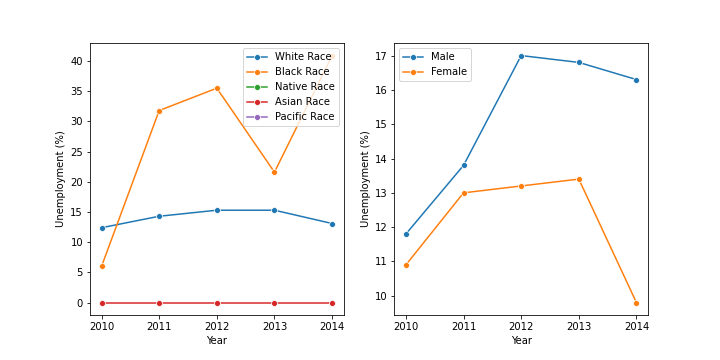 White Race
Black Race
Native Race
Asian Race
Pacific Race
40
35
30
25
20
15
10
5
0
Unemployment (%)
2010 2011 2012 2013 2014
Year
Male
Female
17
16
15
14
13
12
11
10
Unemployment (%)
2010 2011 2012 2013 2014
Year